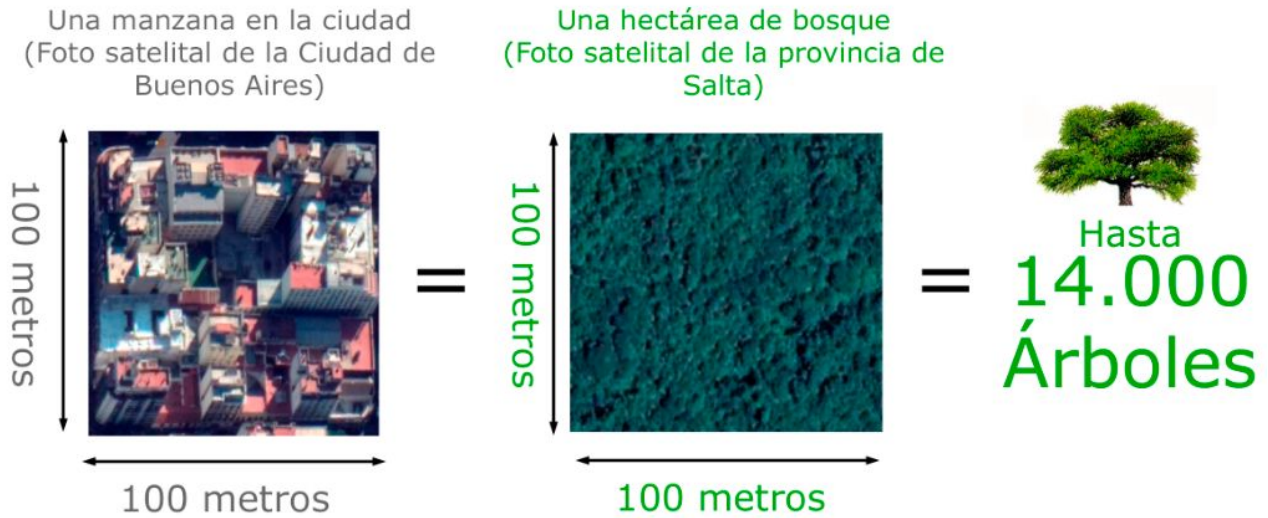 Una manzana en la ciudad
(Foto satelital de la Ciudad de
Buenos Aires)
100 metros
100 metros
=
Una hectárea de bosque
(Foto satelital de la provincia de
Salta)
100 metros
100 metros
=
Hasta
14.000
Árboles